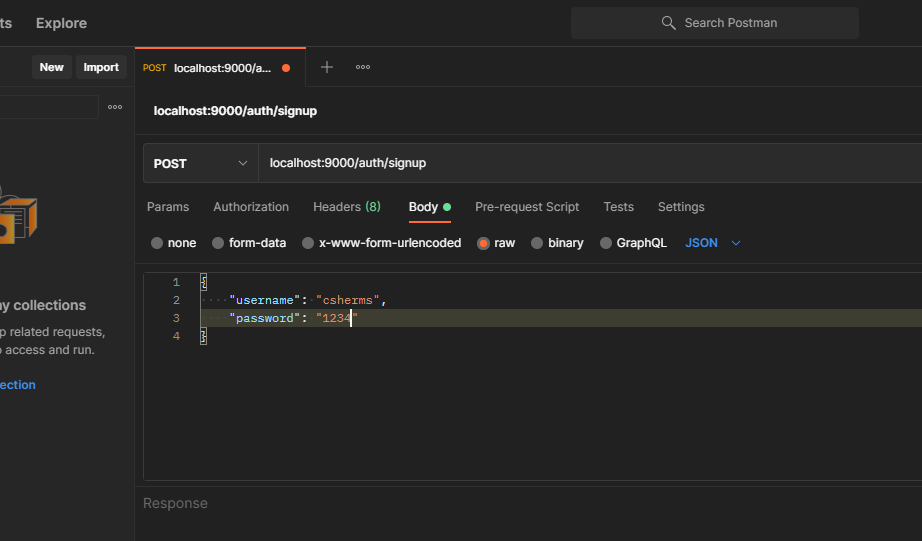 ts Explore Search Postman
New Import POST localhost:9000/a... + ooo
ooo localhost:9000/auth/signup
POST localhost:9000/auth/signup
Params Authorization Headers (8) Body Pre-request Script Tests Settings
none form-data x-www-form-urlencoded raw binary GraphQL JSON
1 {
2 "username": "csherms",
3 "password": "1234"
4 }
y collections
p related requests,
o access and run.
ection
Response